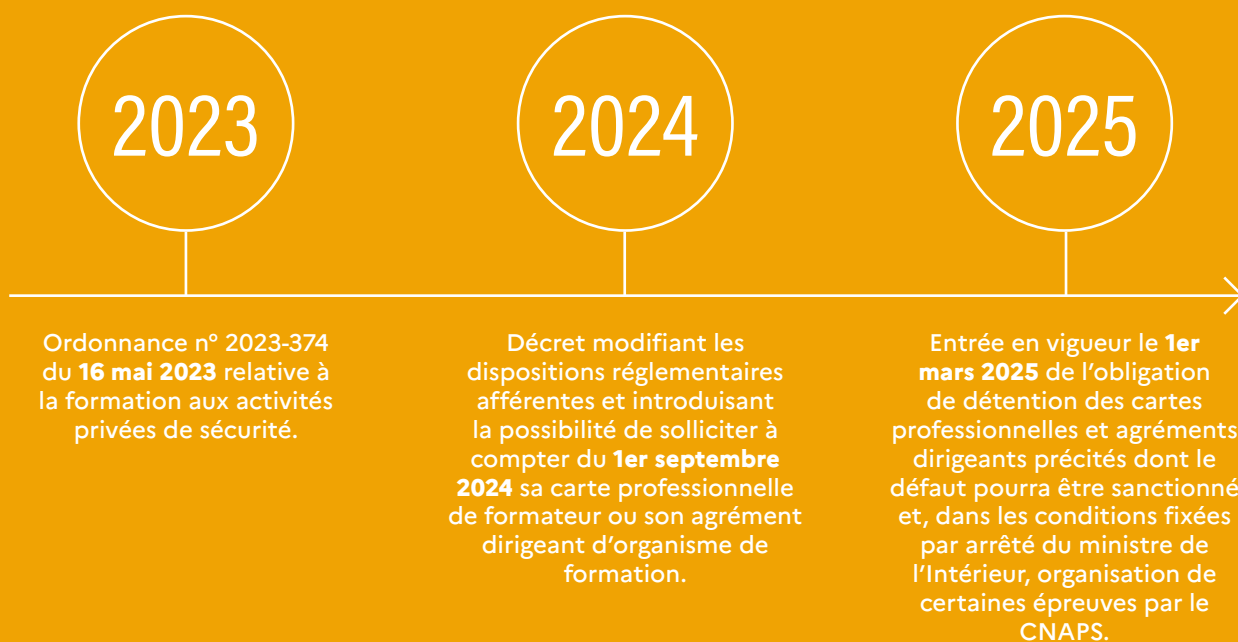 2023
Ordonnance n° 2023-374
du 16 mai 2023 relative à
la formation aux activités
privées de sécurité.
2024
Décret modifiant les
dispositions réglementaires
afférentes et introduisant
la possibilité de solliciter à
compter du 1er septembre
2024 sa carte professionnelle
de formateur ou son agrément
dirigeant d’organisme de
formation.
2025
Entrée en vigueur le 1er
mars 2025 de l’obligation
de détention des cartes
professionnelles et agréments
dirigeants précités dont le
défaut pourra être sanctionné
et, dans les conditions fixées
par arrêté du ministre de
l’Intérieur, organisation de
certaines épreuves par le
CNAPS.